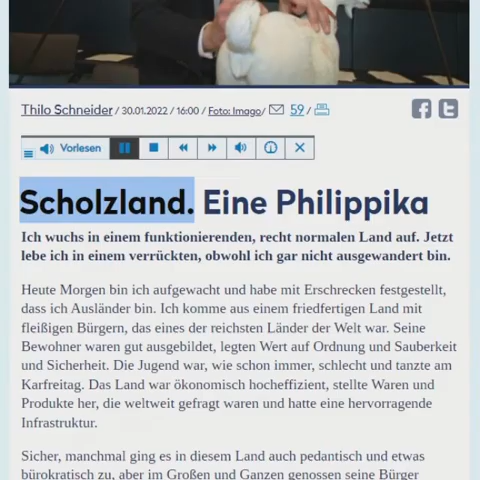 Thilo Schneider / 30.01.2022 / 16:00 / Foto: Imago / 59 /
Vorlesen
Scholzland. Eine Philippika
Ich wuchs in einem funktionierenden, recht normalen Land auf. Jetzt
lebe ich in einem verrückten, obwohl ich gar nicht ausgewandert bin.
Heute Morgen bin ich aufgewacht und habe mit Erschrecken festgestellt,
dass ich Ausländer bin. Ich komme aus einem friedfertigen Land mit
fleißigen Bürgern, das eines der reichsten Länder der Welt war. Seine
Bewohner waren gut ausgebildet, legten Wert auf Ordnung und Sauberkeit
und Sicherheit. Die Jugend war, wie schon immer, schlecht und tanzte am
Karfreitag. Das Land war ökonomisch hocheffizient, stellte Waren und
Produkte her, die weltweit gefragt waren und hatte eine hervorragende
Infrastruktur.
Sicher, manchmal ging es in diesem Land auch pedantisch und etwas
bürokratisch zu, aber im Großen und Ganzen genossen seine Bürger